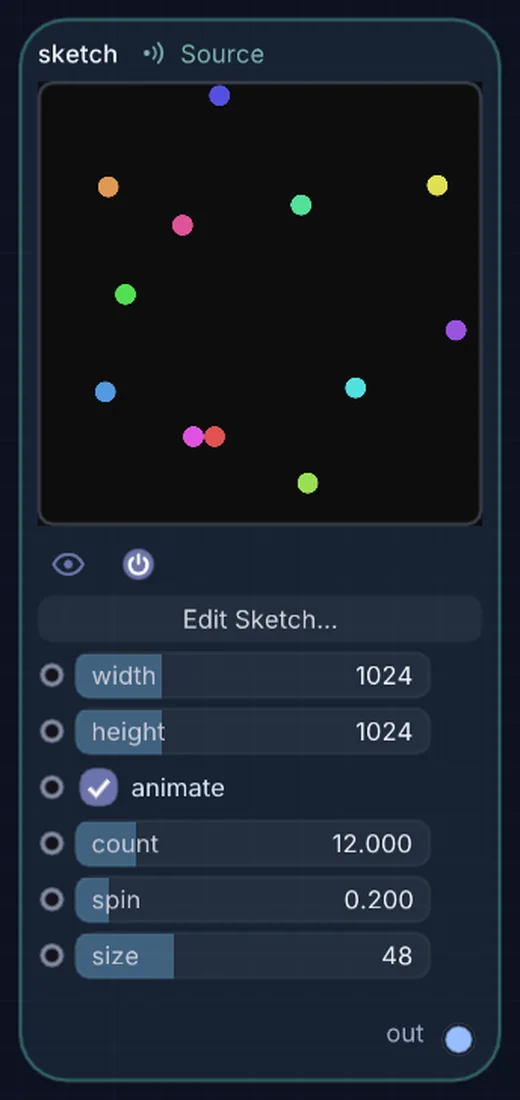 sketch Source
Edit Sketch...
width 1024
height 1024
animate
count 12.000
spin 0.200
size 48
out